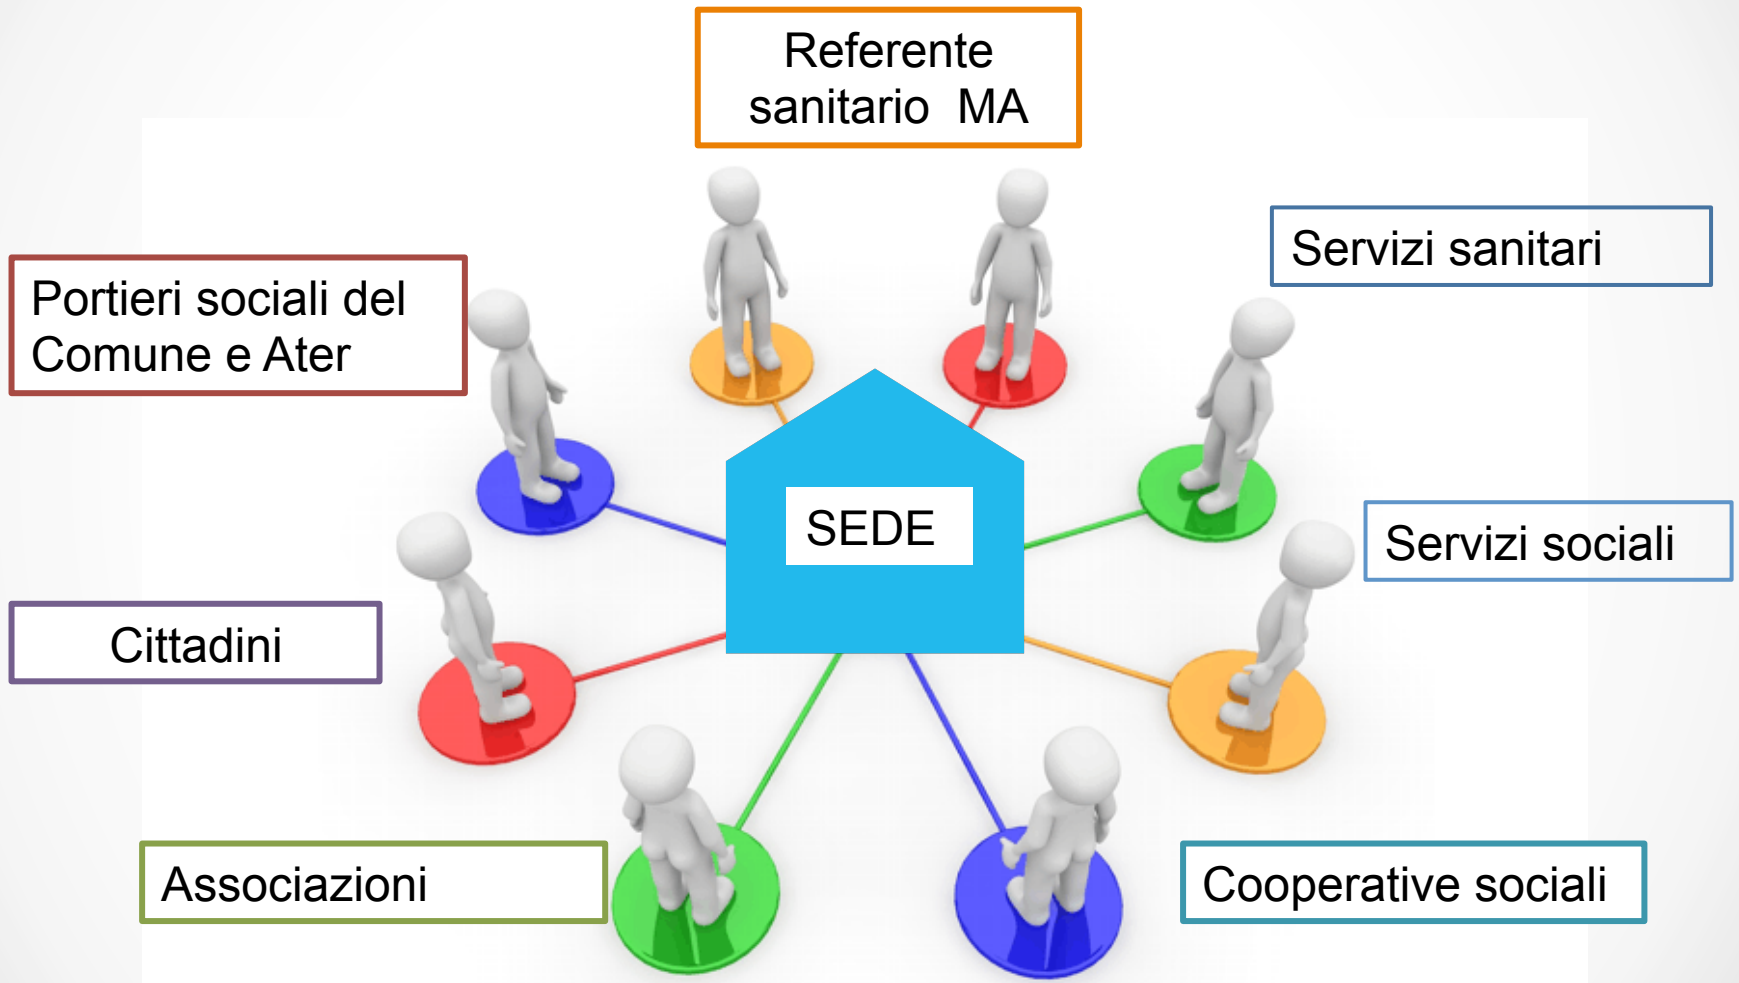 Referente
sanitario MA
Servizi sanitari
Portieri sociali del
Comune e Ater
SEDE
Servizi sociali
Cittadini
Associazioni
Cooperative sociali